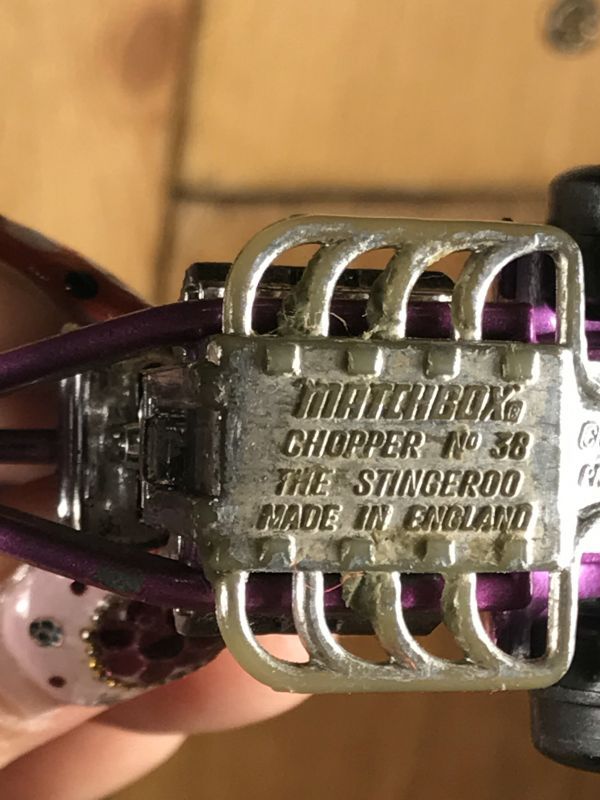 MATCHBOX®
CHOPPER Nº 38
THE STINGEROO
MADE IN ENGLAND